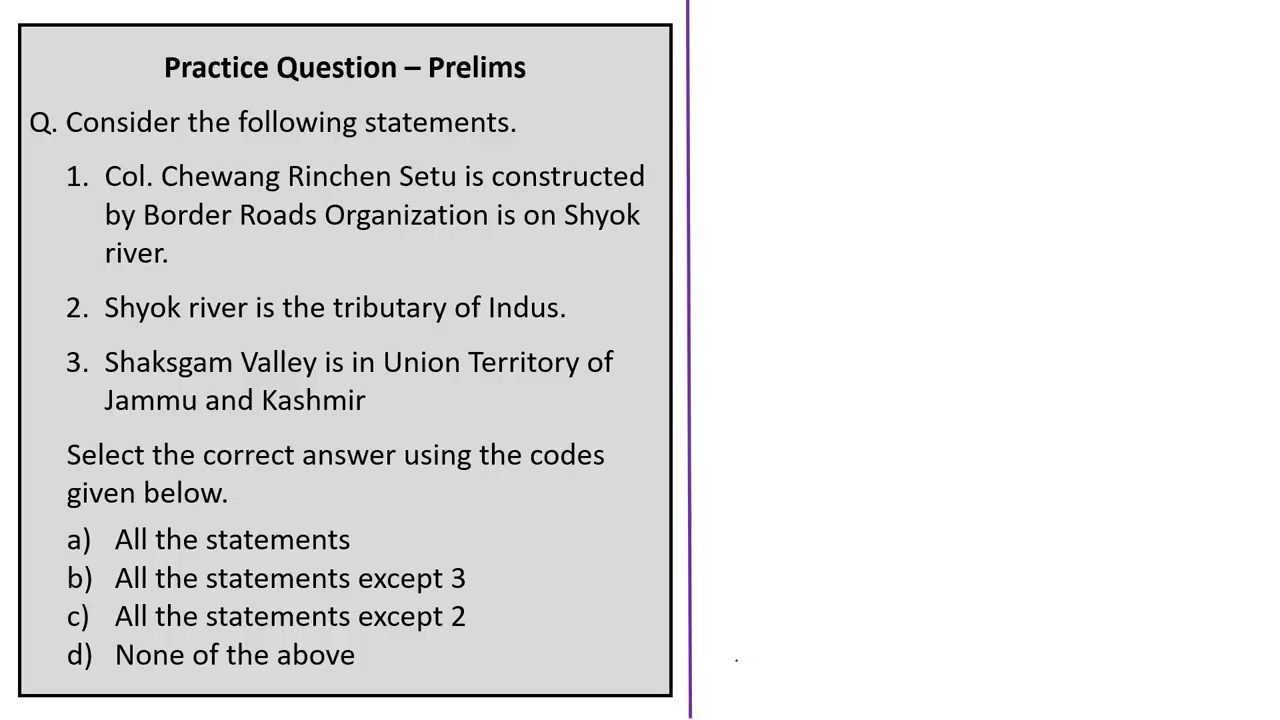 Practice Question – Prelims
Q. Consider the following statements.
1. Col. Chewang Rinchen Setu is constructed
by Border Roads Organization is on Shyok
river.
2. Shyok river is the tributary of Indus.
3. Shaksgam Valley is in Union Territory of
Jammu and Kashmir
Select the correct answer using the codes
given below.
a) All the statements
b) All the statements except 3
c) All the statements except 2
d) None of the above